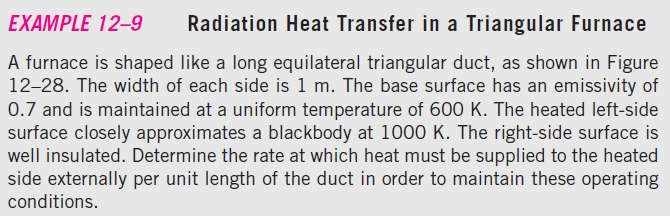 EXAMPLE 12–9 Radiation Heat Transfer in a Triangular Furnace
A furnace is shaped like a long equilateral triangular duct, as shown in Figure
12–28. The width of each side is 1 m. The base surface has an emissivity of
0.7 and is maintained at a uniform temperature of 600 K. The heated left-side
surface closely approximates a blackbody at 1000 K. The right-side surface is
well insulated. Determine the rate at which heat must be supplied to the heated
side externally per unit length of the duct in order to maintain these operating
conditions.